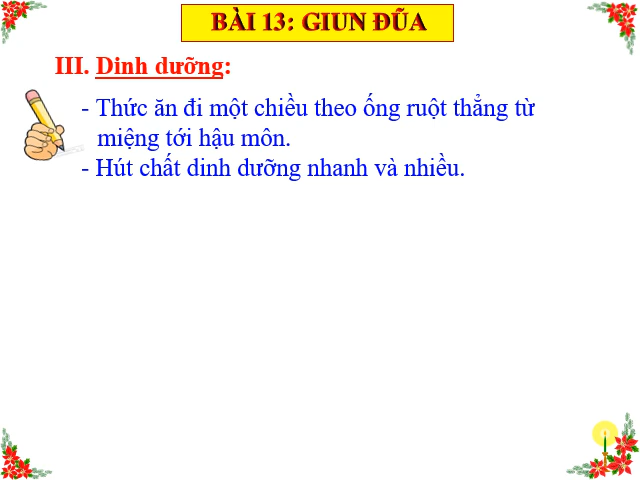 BÀI 13: GIUN ĐŨA
III. Dinh dưỡng:
- Thức ăn đi một chiều theo ống ruột thẳng từ
miệng tới hậu môn.
- Hút chất dinh dưỡng nhanh và nhiều.